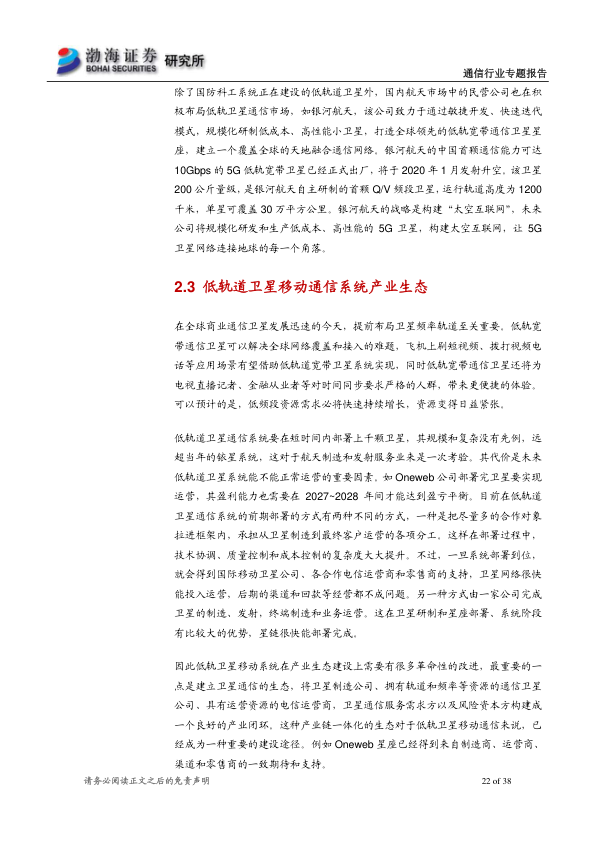 渤海证券 研究所
BOHAI SECURITIES
通信行业专题报告
除了国防科工系统正在建设的低轨道卫星外，国内航天市场中的民营公司也在积
极布局低轨卫星通信市场，如银河航天，该公司致力于通过敏捷开发、快速迭代
模式，规模化研制低成本、高性能小卫星，打造全球领先的低轨宽带通信卫星星
座，建立一个覆盖全球的天地融合通信网络。银河航天的中国首颗通信能力可达
10Gbps 的 5G 低轨宽带卫星已经正式出厂，将于 2020 年 1 月发射升空。该卫星
200 公斤量级，是银河航天自主研制的首颗 Q/V 频段卫星，运行轨道高度为 1200
千米，单星可覆盖 30 万平方公里。银河航天的战略是构建“太空互联网”，未来
公司将规模化研发和生产低成本、高性能的 5G 卫星，构建太空互联网，让 5G
卫星网络连接地球的每一个角落。
2.3 低轨道卫星移动通信系统产业生态
在全球商业通信卫星发展迅速的今天，提前布局卫星频率轨道至关重要。低轨宽
带通信卫星可以解决全球网络覆盖和接入的难题，飞机上刷短视频、拨打视频电
话等应用场景有望借助低轨道宽带卫星系统实现，同时低轨宽带通信卫星还将为
电视直播记者、金融从业者等对时间同步要求严格的人群，带来更便捷的体验。
可以预计的是，低频段资源需求必将快速持续增长，资源变得日益紧张。
低轨道卫星通信系统要在短时间内部署上千颗卫星，其规模和复杂没有先例，远
超当年的铱星系统，这对于航天制造和发射服务业来是一次考验。其代价是未来
低轨道卫星系统能不能正常运营的重要因素。如 Oneweb 公司部署完卫星要实现
运营，其盈利能力也需要在 2027~2028 年间才能达到盈亏平衡。目前在低轨道
卫星通信系统的前期部署的方式有两种不同的方式，一种是把尽量多的合作对象
拉进框架内，承担从卫星制造到最终客户运营的各项分工。这样在部署过程中，
技术协调、质量控制和成本控制的复杂度大大提升。不过，一旦系统部署到位，
就会得到国际移动卫星公司、各合作电信运营商和零售商的支持，卫星网络很快
能投入运营，后期的渠道和回款等经营都不成问题。另一种方式由一家公司完成
卫星的制造、发射，终端制造和业务运营。这在卫星研制和星座部署、系统阶段
有比较大的优势，星链很快能部署完成。
因此低轨卫星移动系统在产业生态建设上需要有很多革命性的改进，最重要的一
点是建立卫星通信的生态，将卫星制造公司、拥有轨道和频率等资源的通信卫星
公司、具有运营资源的电信运营商，卫星通信服务需求方以及风险资本方构建成
一个良好的产业闭环。这种产业链一体化的生态对于低轨卫星移动通信来说，已
经成为一种重要的建设途径。例如 Oneweb 星座已经得到来自制造商、运营商、
渠道和零售商的一致期待和支持。
请务必阅读正文之后的免责声明
22 of 38